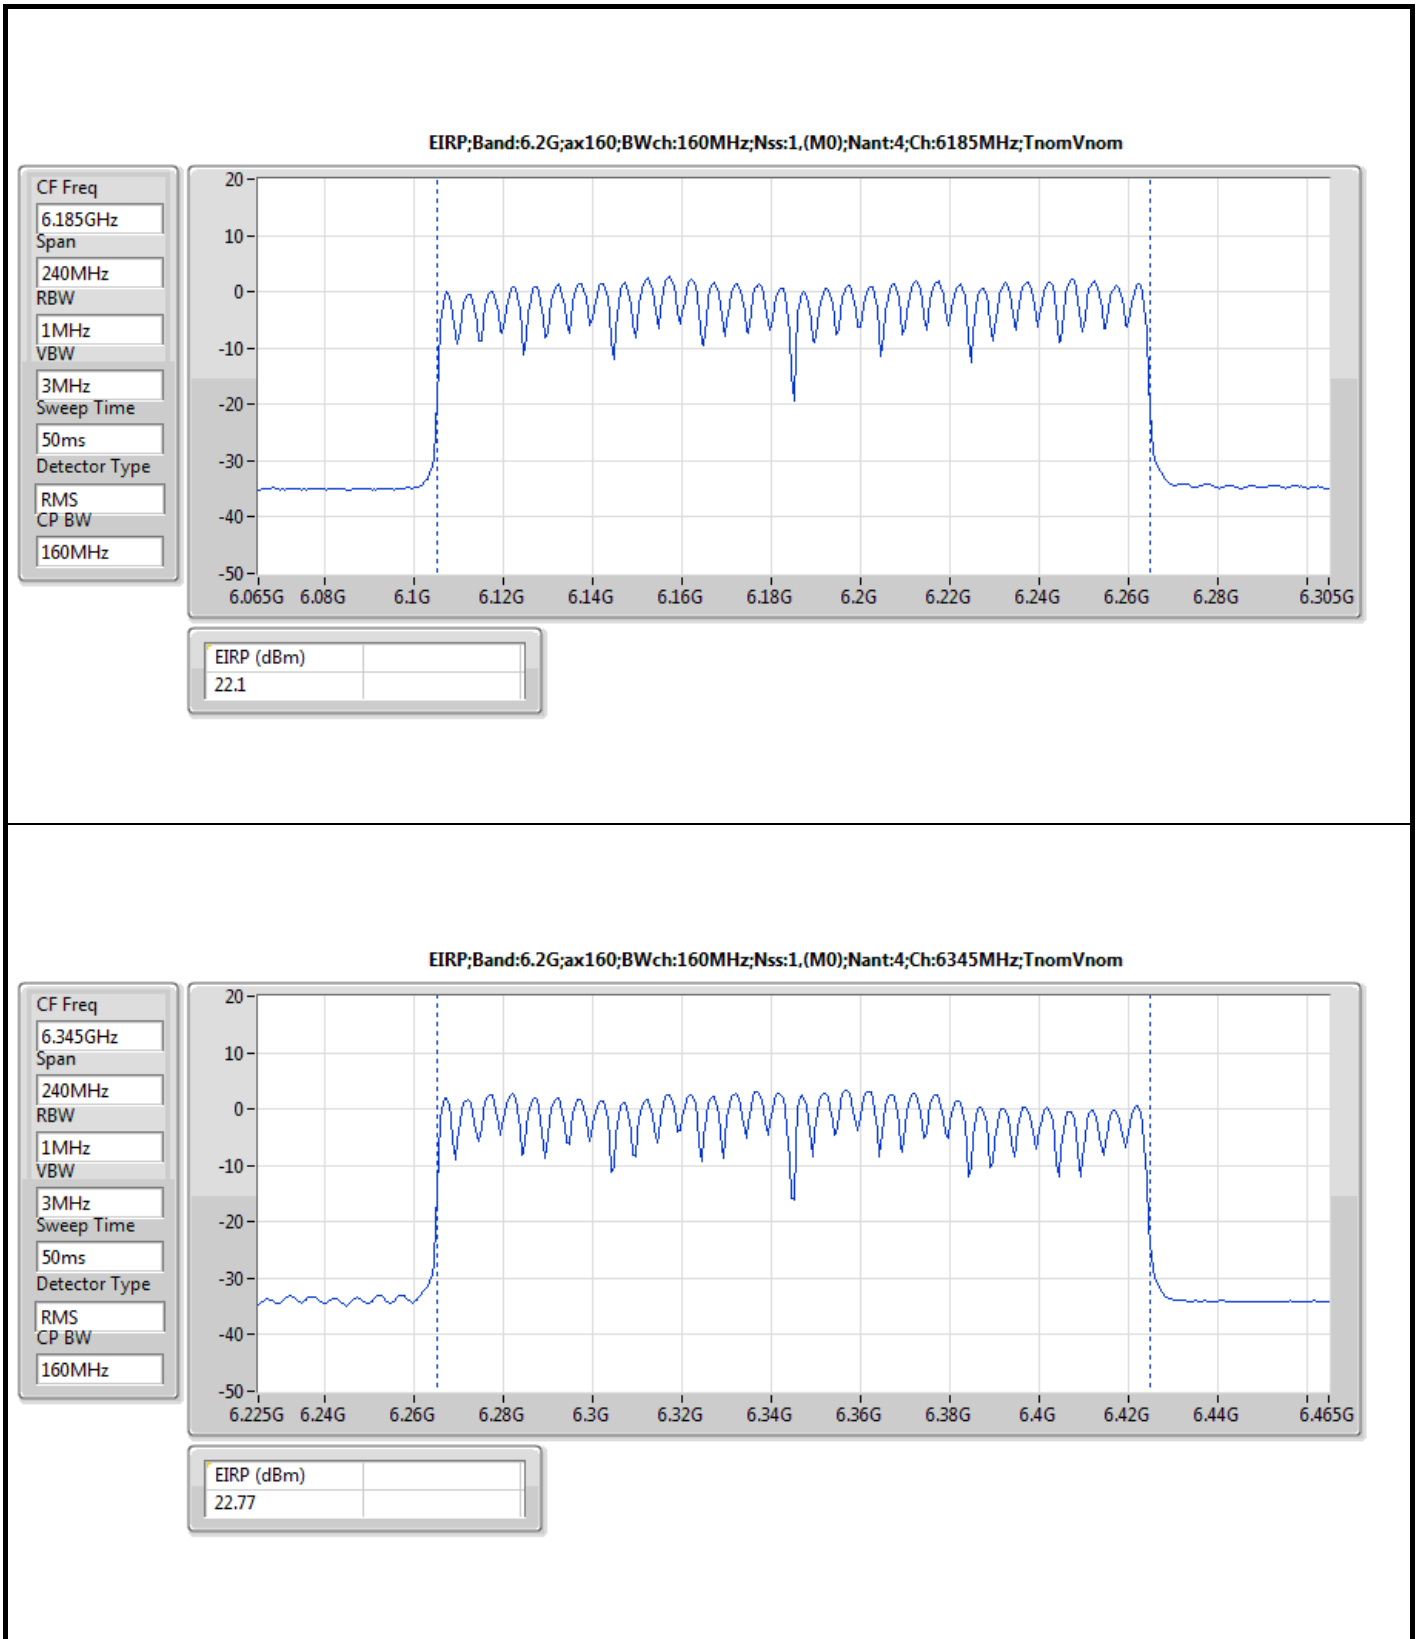 EIRP;Band:6.2G;ax160;BWch:160MHz;Nss:1,(M0);Nant:4;Ch:6185MHz;TnomVnom
CF Freq
6.185GHz
Span
240MHz
RBW
1MHz
VBW
3MHz
Sweep Time
50ms
Detector Type
RMS
CP BW
160MHz
20
10
0
-10
-20
-30
-40
-50
6.065G 6.08G 6.1G 6.12G 6.14G 6.16G 6.18G 6.2G 6.22G 6.24G 6.26G 6.28G 6.305G
EIRP (dBm)
22.1
EIRP;Band:6.2G;ax160;BWch:160MHz;Nss:1,(M0);Nant:4;Ch:6345MHz;TnomVnom
CF Freq
6.345GHz
Span
240MHz
RBW
1MHz
VBW
3MHz
Sweep Time
50ms
Detector Type
RMS
CP BW
160MHz
20
10
0
-10
-20
-30
-40
-50
6.225G 6.24G 6.26G 6.28G 6.3G 6.32G 6.34G 6.36G 6.38G 6.4G 6.42G 6.44G 6.465G
EIRP (dBm)
22.77